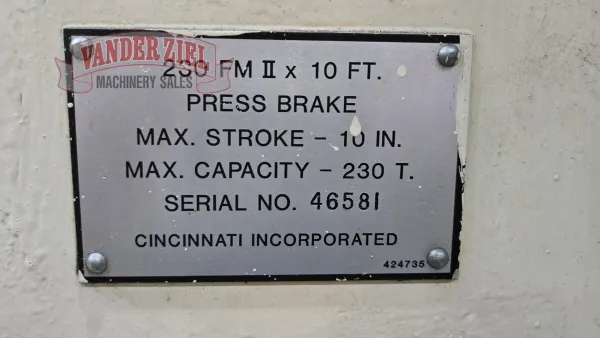 VANDER ZIEL
MACHINERY SALES
230 FM II x 10 FT.
PRESS BRAKE
MAX. STROKE - 10 IN.
MAX. CAPACITY - 230 T.
SERIAL NO. 46581
CINCINNATI INCORPORATED
424735